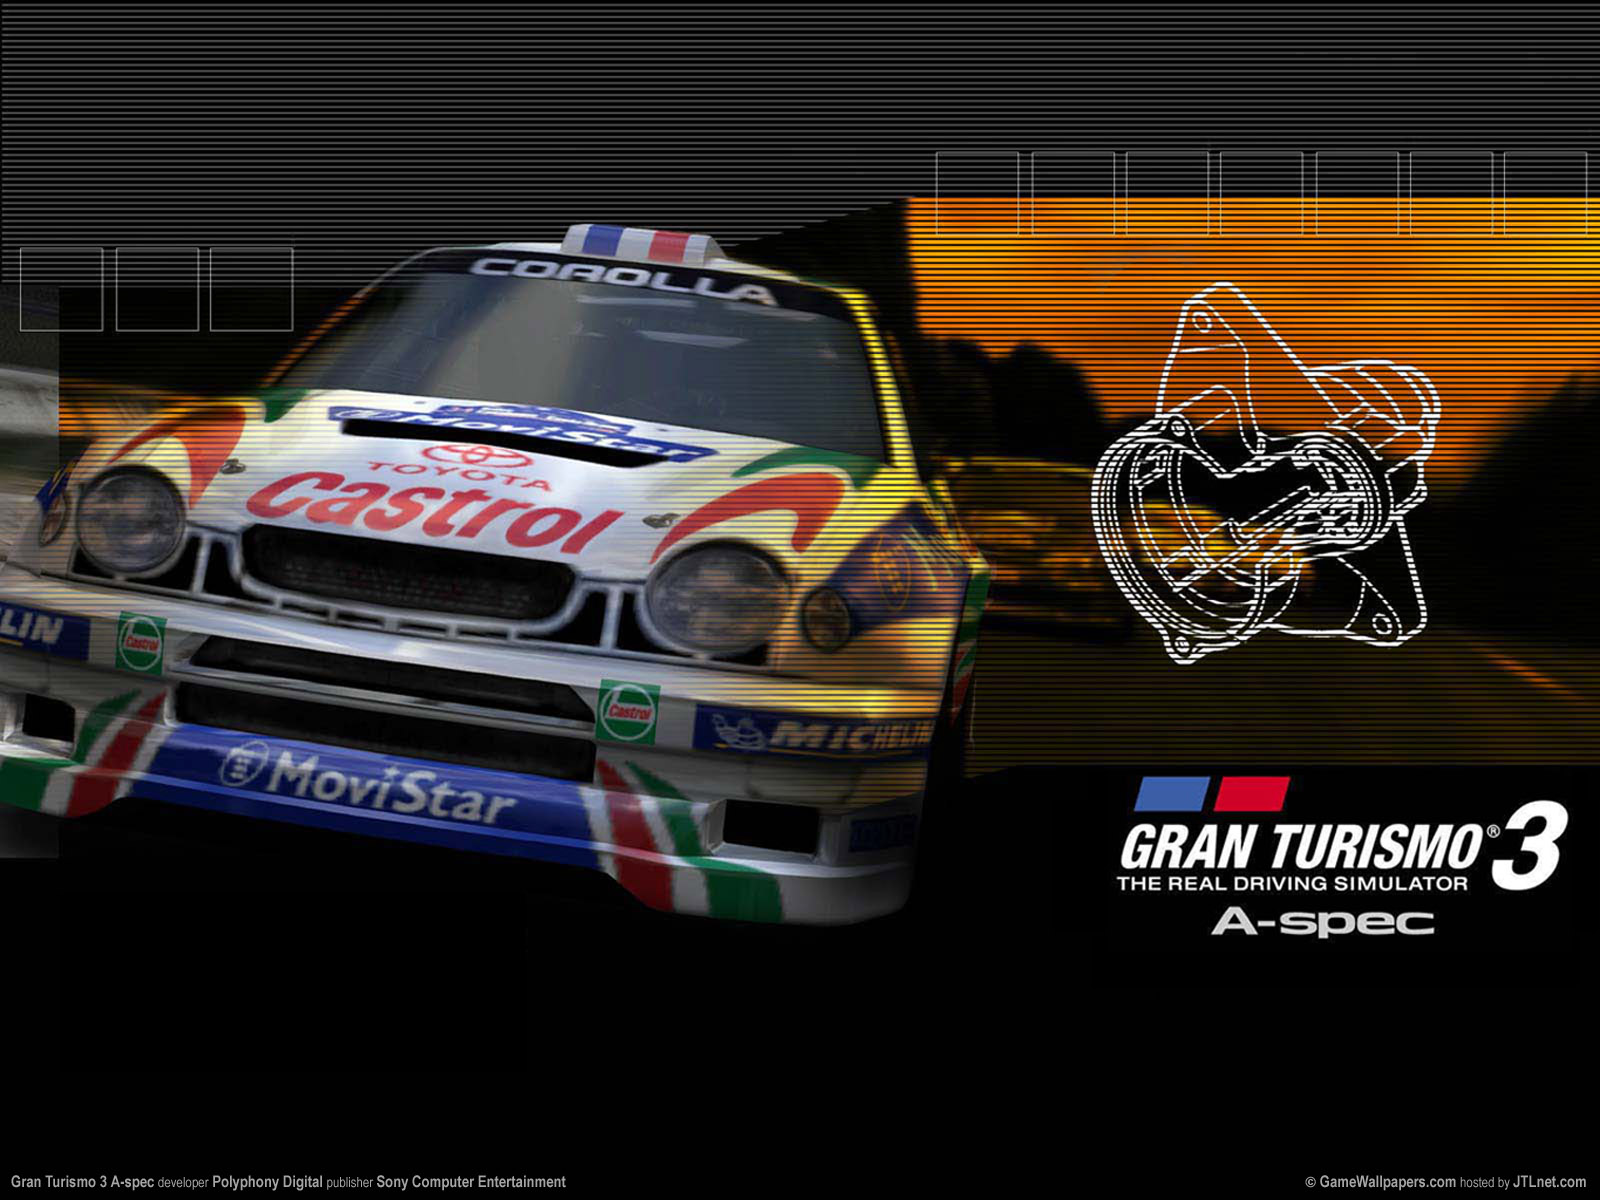 COROLLA
MoviStar
TOYOTA
Castrol
LIN
Castrol
Castrol
MICHELIN
MoviStar
GRAN TURISMO® 3
THE REAL DRIVING SIMULATOR
A-spec
Gran Turismo 3 A-spec developer Polyphony Digital publisher Sony Computer Entertainment
© GameWallpapers.com hosted by JTLnet.com